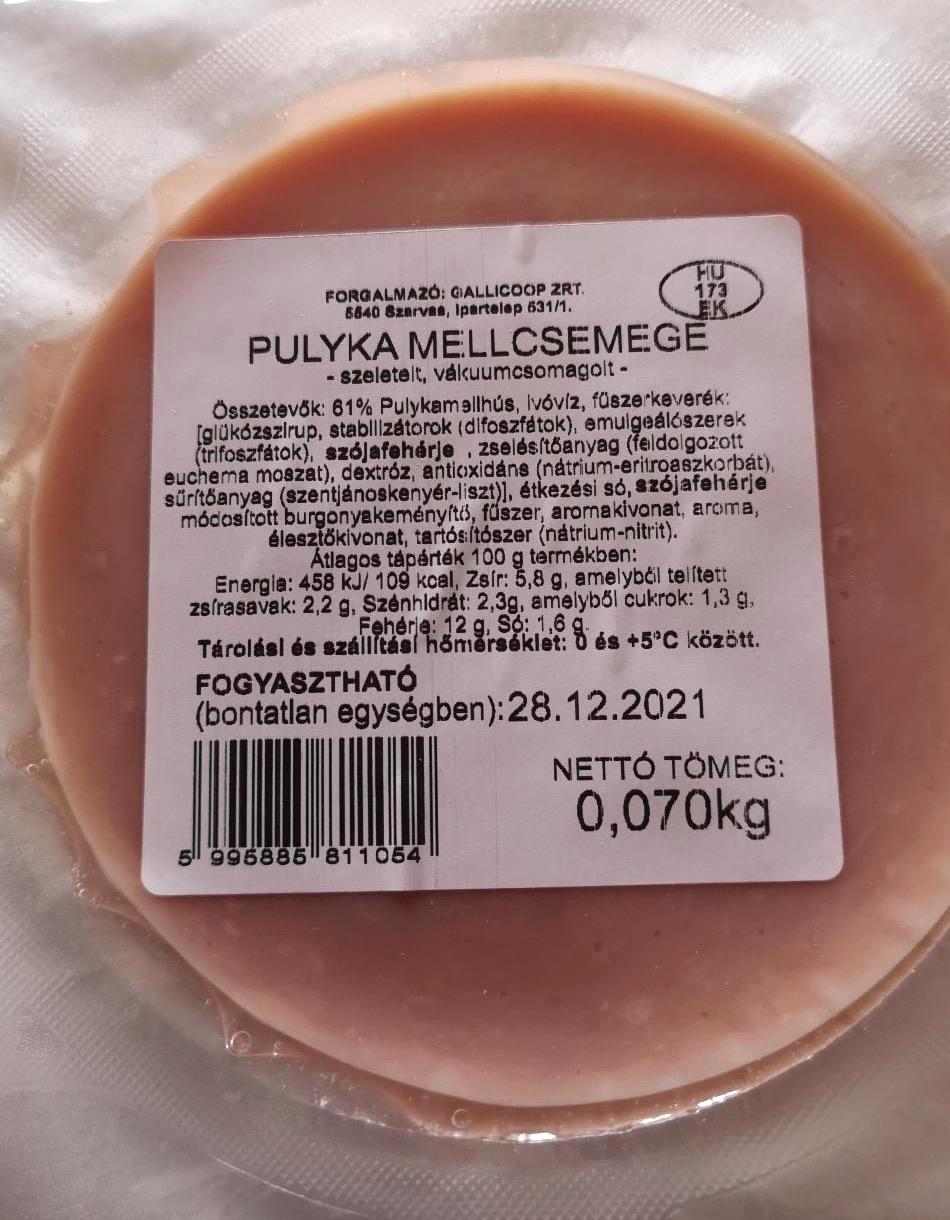 FORGALMAZÓ: GALLICOOP ZRT.
5540 Szarvas, Ipartelep 531/1.
HU
173
EK
PULYKA MELLCSEMEGE
- szeletelt, vákuumcsomagolt -
Összetevők: 61% Pulykamellhús, ivóvíz, fűszerkeverék:
[glükózszirup, stabilizátorok (difoszfátok), emulgeálószerek
(trifoszfátok), szójafehérje , zselésítőanyag (feldolgozott
euchema moszat), dextróz, antioxidáns (nátrium-eritroaszkorbát),
sűrítőanyag (szentjánoskenyér-liszt)], étkezési só, szójafehérje
módosított burgonyakeményítő, fűszer, aromakivonat, aroma,
élesztőkivonat, tartósítószer (nátrium-nitrit).
Átlagos tápérték 100 g termékben:
Energia: 458 kJ/ 109 kcal, Zsír: 5,8 g, amelyből telített
zsírasavak: 2,2 g, Szénhidrát: 2,3g, amelyből cukrok: 1,3 g,
Fehérje: 12 g, Só: 1,6 g.
Tárolási és szállítási hőmérséklet: 0 és +5°C között.
FOGYASZTHATÓ
(bontatlan egységben):28.12.2021
NETTÓ TÖMEG:
0,070kg
5 995885 811054